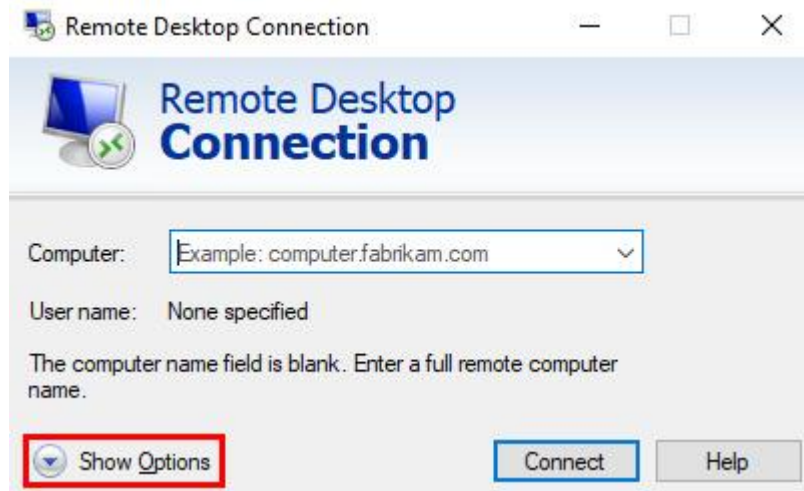 Remote Desktop Connection
Remote Desktop
Connection
Computer: Example: computer.fabrikam.com
User name: None specified
The computer name field is blank. Enter a full remote computer
name.
Show Options Connect Help